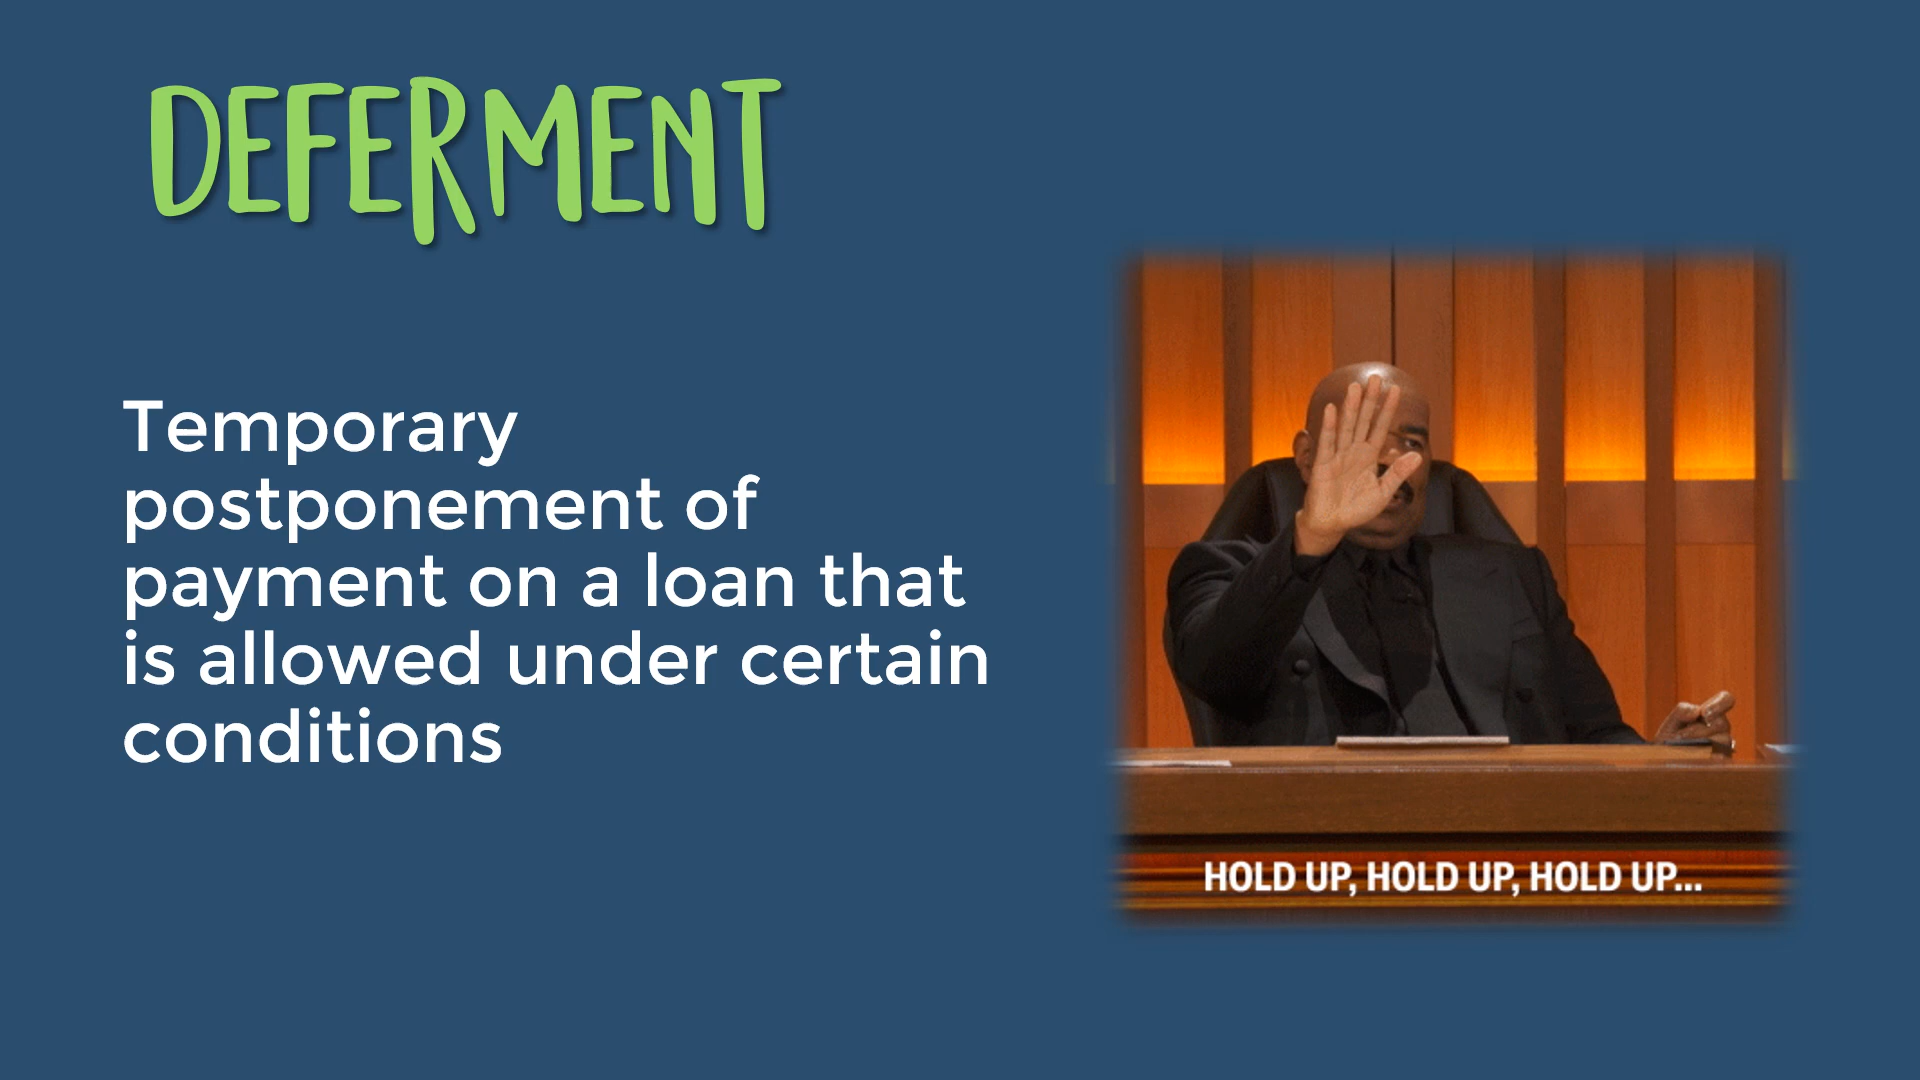 DEFERMENT
Temporary
postponement of
payment on a loan that
is allowed under certain
conditions
HOLD UP, HOLD UP, HOLD UP...